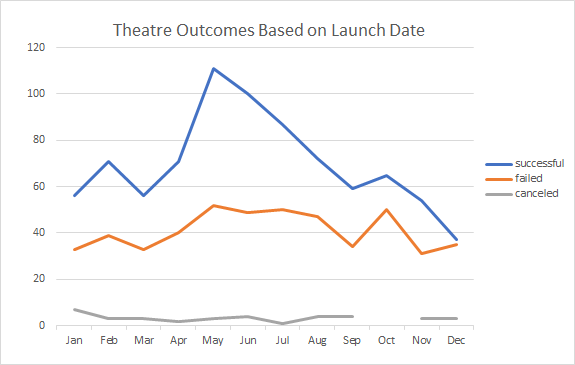 Theatre Outcomes Based on Launch Date
120
100
80
60
40
20
0
Jan Feb Mar Apr May Jun Jul Aug Sep Oct Nov Dec
successful
failed
canceled